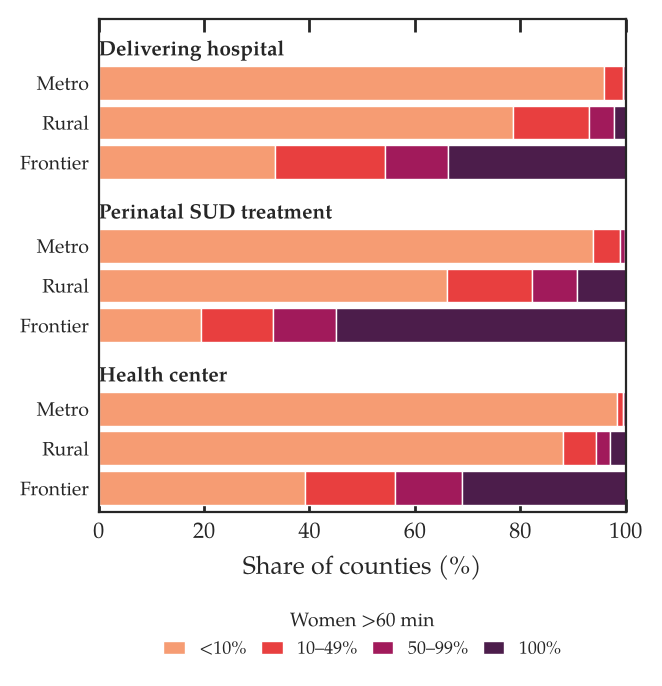 Delivering hospital
Metro
Rural
Frontier
Perinatal SUD treatment
Metro
Rural
Frontier
Health center
Metro
Rural
Frontier
0 20 40 60 80 100
Share of counties (%)
Women >60 min
<10% 10–49% 50–99% 100%